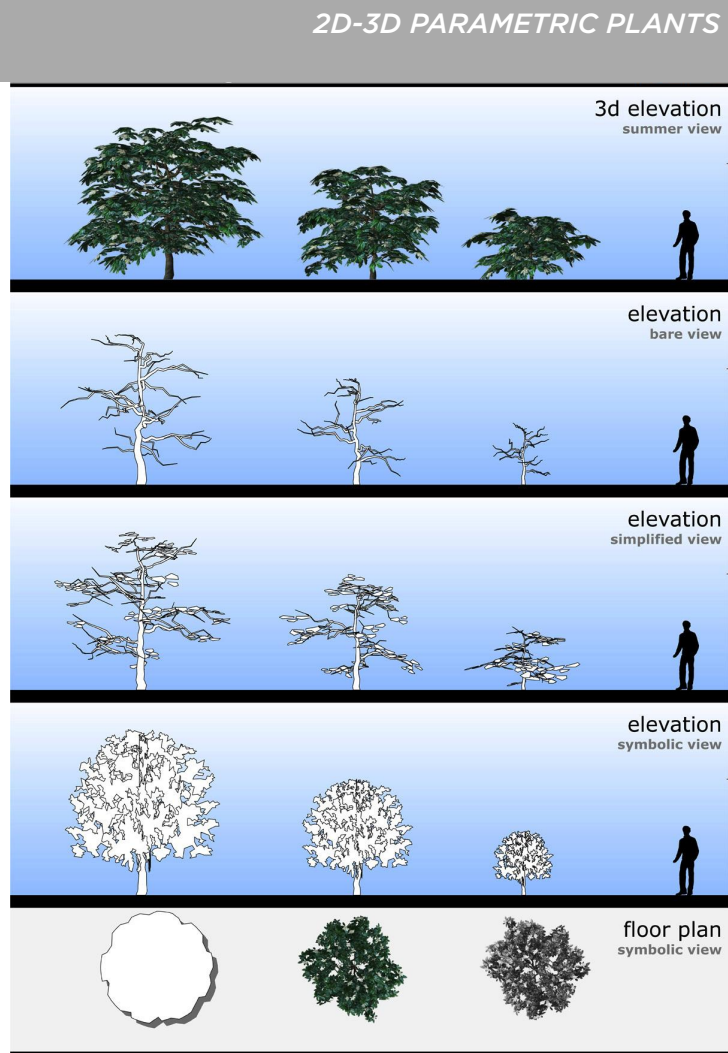 2D-3D PARAMETRIC PLANTS
3d elevation
summer view
elevation
bare view
elevation
simplified view
elevation
symbolic view
floor plan
symbolic view